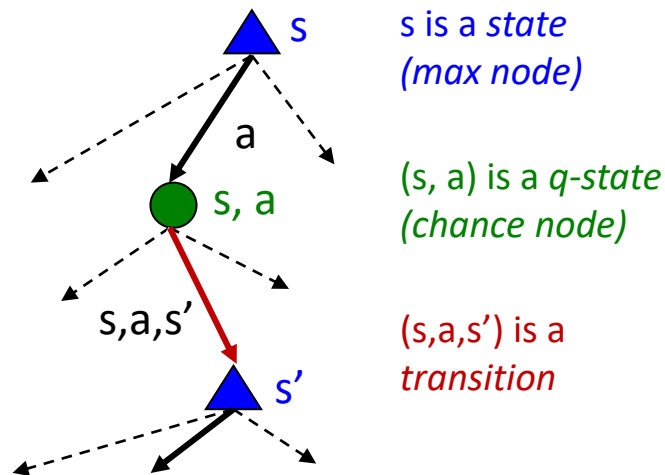 s
s is a state
(max node)
a
s, a
(s, a) is a q-state
(chance node)
s,a,s’
(s,a,s’) is a
transition
s’